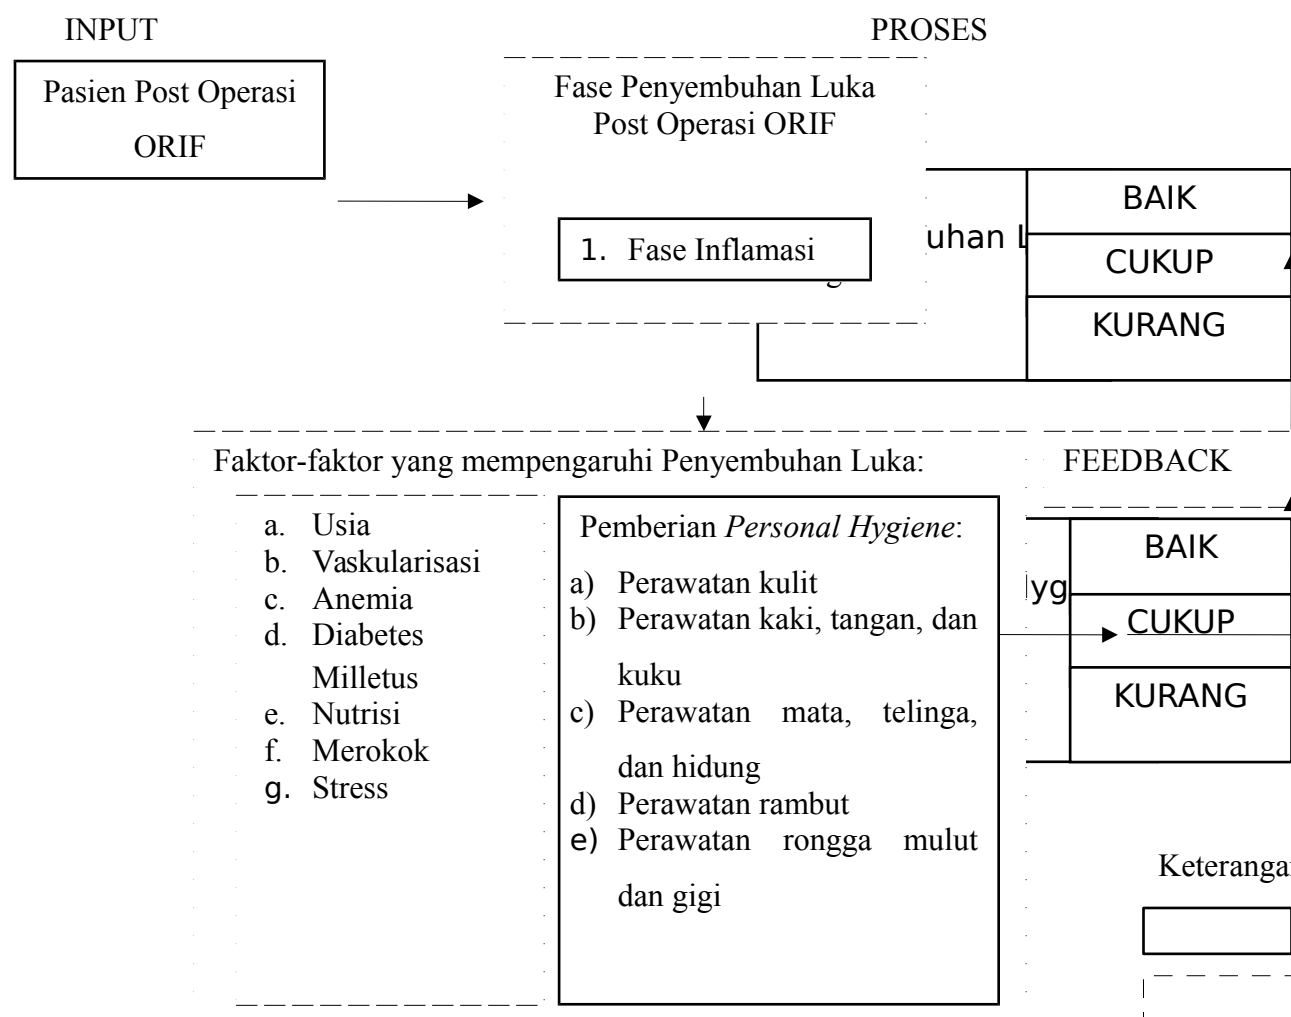 INPUT
PROSES
Pasien Post Operasi
ORIF
Fase Penyembuhan Luka
Post Operasi ORIF
1. Fase Inflamasi
uhan L
BAIK
CUKUP
KURANG
Faktor-faktor yang mempengaruhi Penyembuhan Luka:
FEEDBACK
a. Usia
b. Vaskularisasi
c. Anemia
d. Diabetes
Milletus
e. Nutrisi
f. Merokok
g. Stress
Pemberian Personal Hygiene:
a) Perawatan kulit
b) Perawatan kaki, tangan, dan
kuku
c) Perawatan mata, telinga,
dan hidung
d) Perawatan rambut
e) Perawatan rongga mulut
dan gigi
yg
BAIK
CUKUP
KURANG
Keteranga